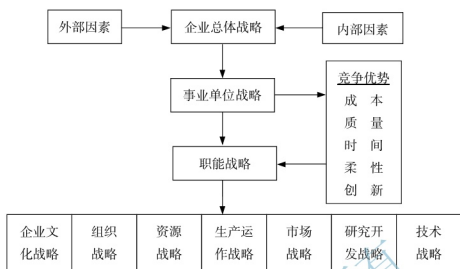 外部因素
企业总体战略
内部因素
事业单位战略
竞争优势
成 本
质 量
时 间
柔 性
创 新
职能战略
企业文
化战略
组织
战略
资源
战略
生产运
作战略
市场
战略
研究开
发战略
技术
战略